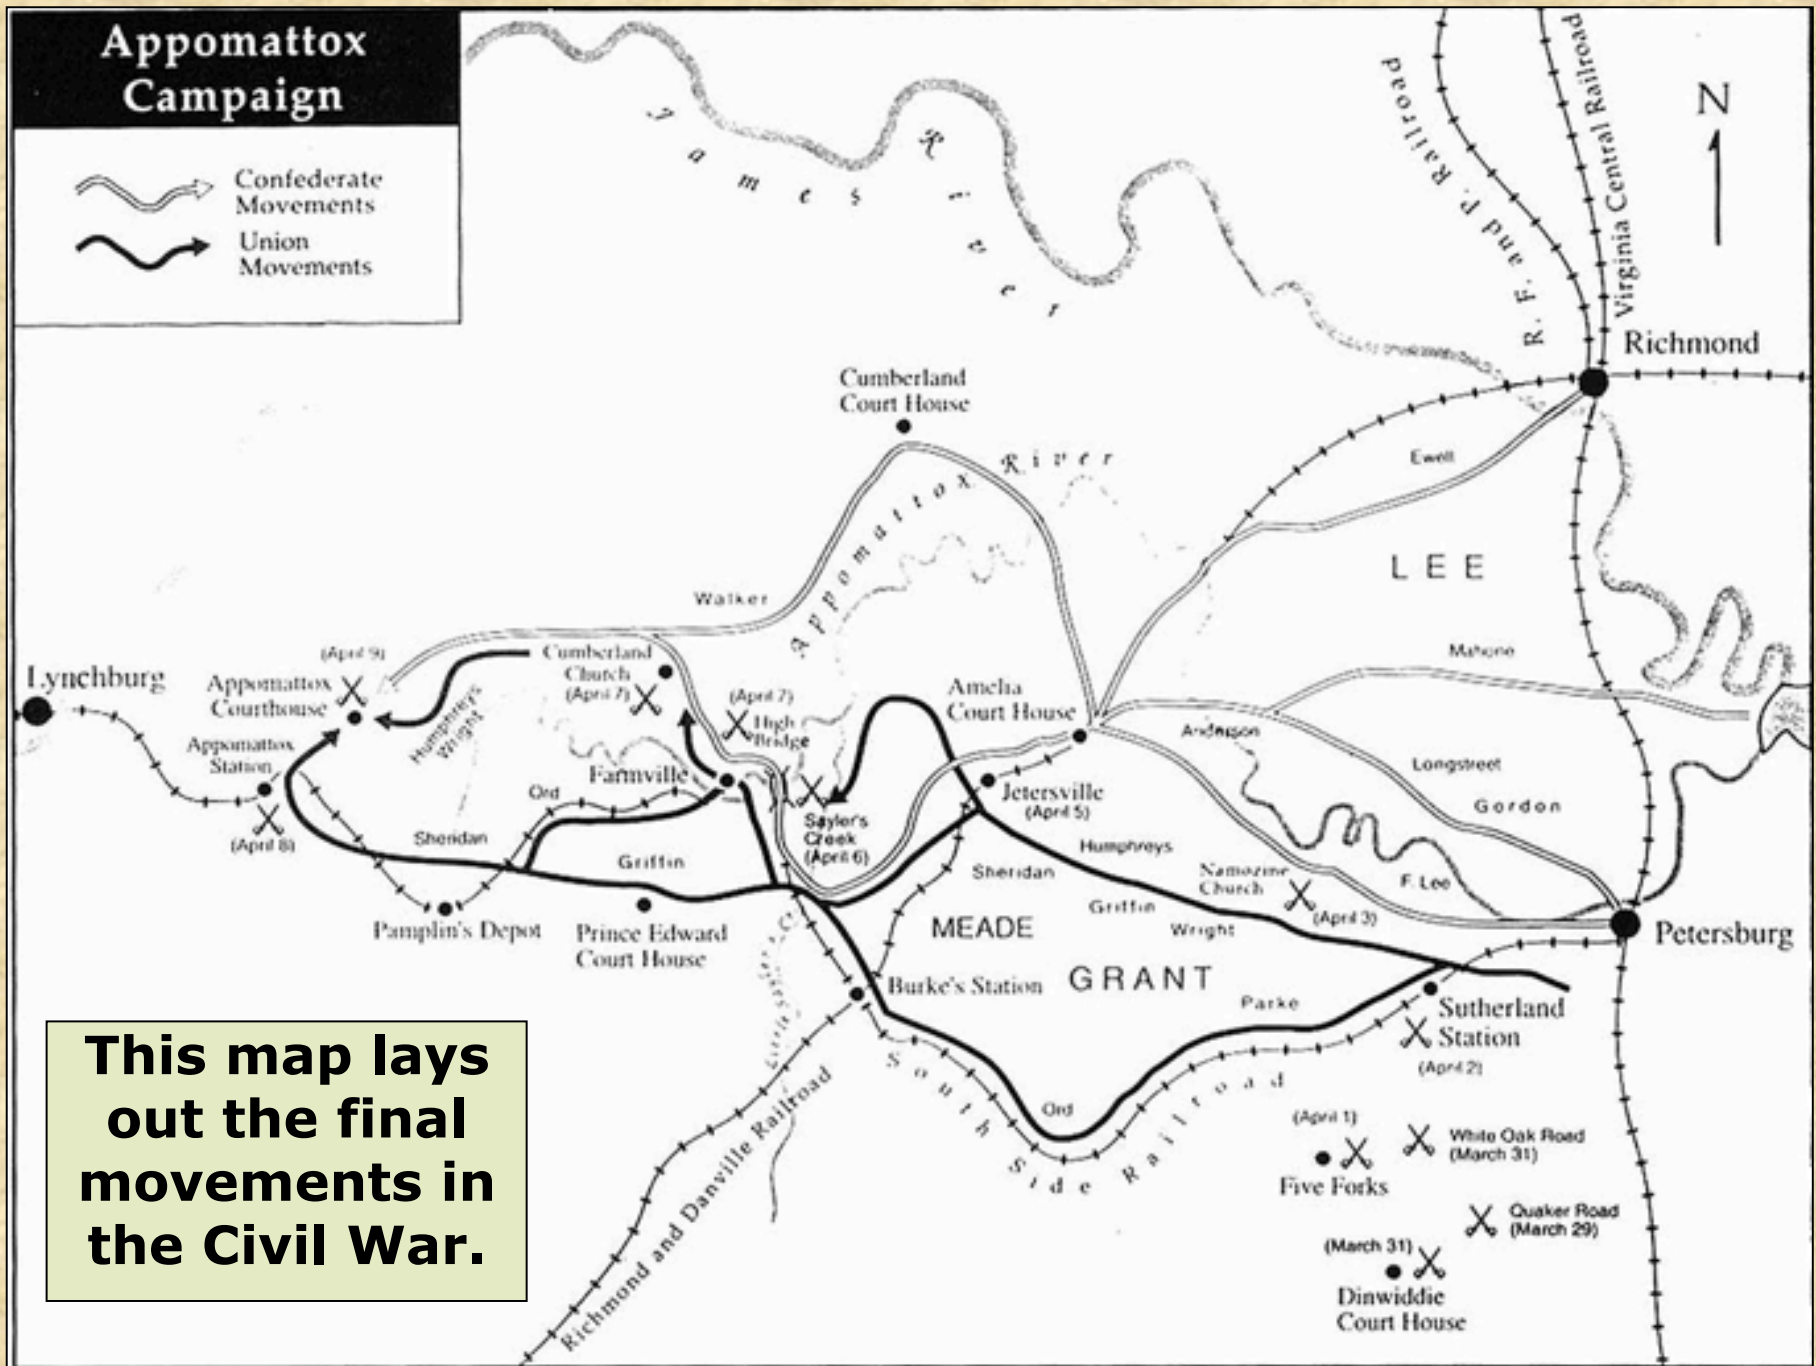 Appomattox
Campaign
Confederate
Movements
Union
Movements
James River
R. F. and P. Railroad
Virginia Central Railroad
N
Richmond
Cumberland
Court House
Appomattox River
Ewell
LEE
Walker
Mahone
(April 9)
Lynchburg
Appomattox
Courthouse
Cumberland
Church
(April 7)
(April 7)
High
Bridge
Amelia
Court House
Humphreys
Wright
Anderson
Appomattox
Station
Farmville
Longstreet
Ord
Jetersville
(April 5)
Gordon
Sayler's
Creek
(April 6)
(April 8)
Sheridan
Griffin
Humphreys
Sheridan
Namozine
Church
(April 3)
F. Lee
Griffin
Wright
MEADE
Petersburg
Pamplin's Depot
Prince Edward
Court House
Burke's Station
GRANT
Parke
Sutherland
Station
(April 2)
South Side Railroad
Ord
Richmond and Danville Railroad
(April 1)
Five Forks
White Oak Road
(March 31)
Quaker Road
(March 29)
(March 31)
Dinwiddie
Court House
This map lays
out the final
movements in
the Civil War.